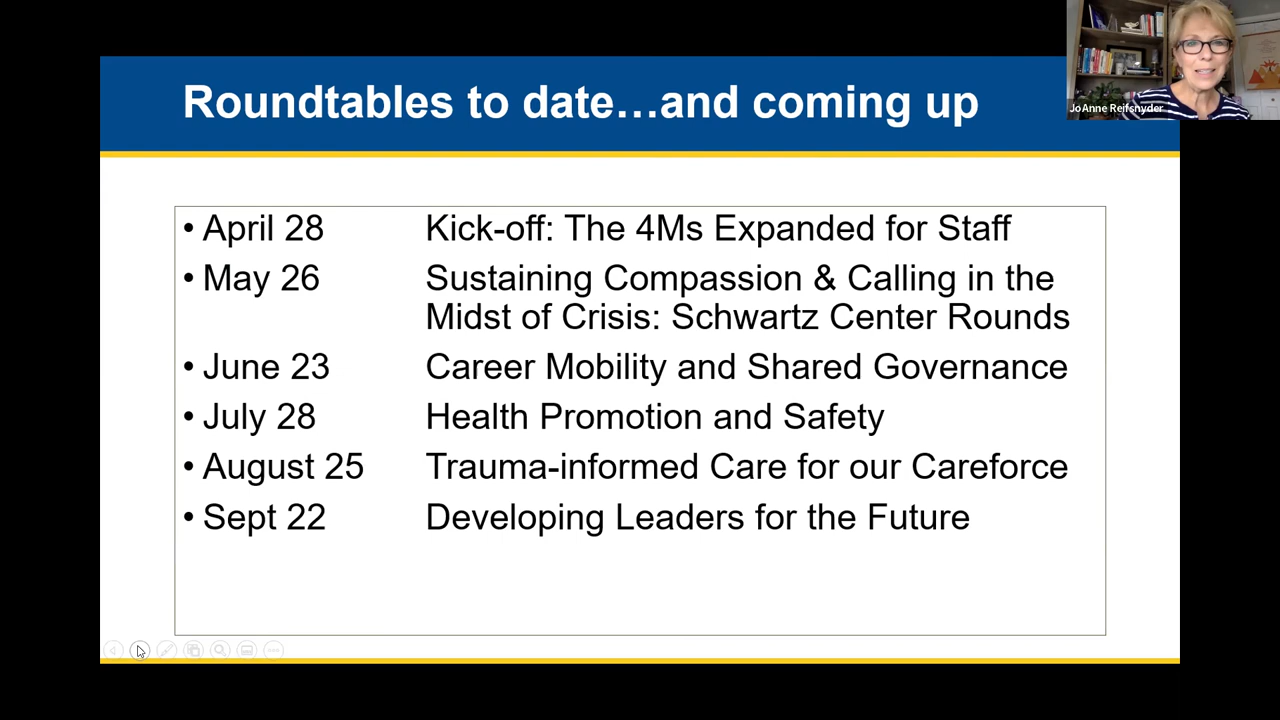 Roundtables to date…and coming up
JoAnne Reifsnyder
• April 28 Kick-off: The 4Ms Expanded for Staff
• May 26 Sustaining Compassion & Calling in the
Midst of Crisis: Schwartz Center Rounds
• June 23 Career Mobility and Shared Governance
• July 28 Health Promotion and Safety
• August 25 Trauma-informed Care for our Careforce
• Sept 22 Developing Leaders for the Future